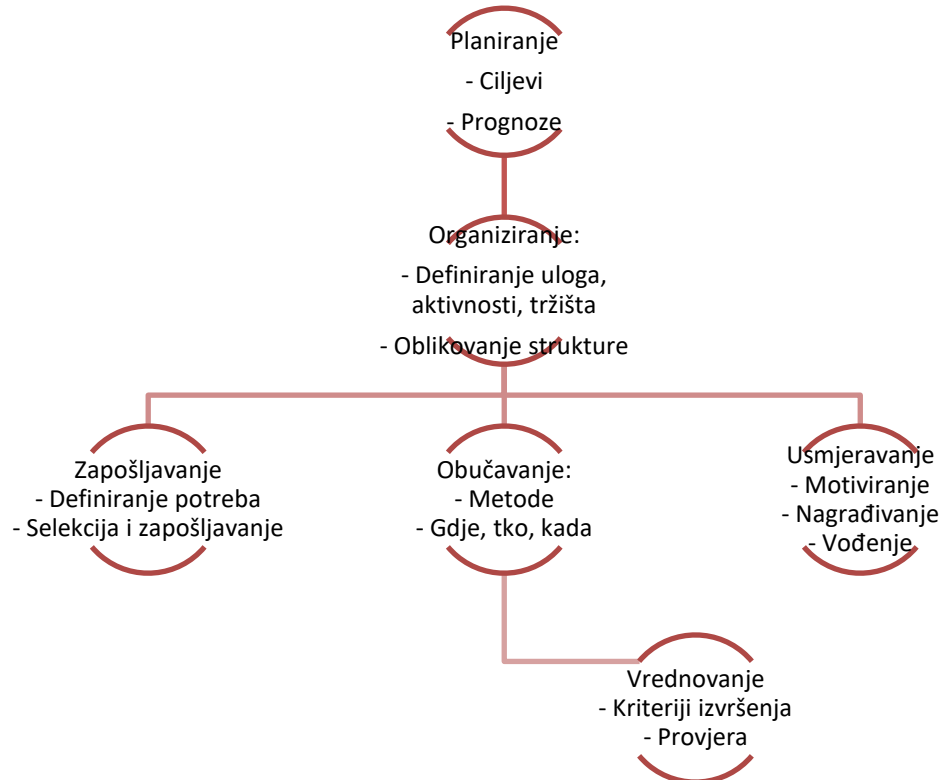 Planiranje
- Ciljevi
- Prognoze
Organiziranje:
- Definiranje uloga,
aktivnosti, tržišta
- Oblikovanje strukture
Zapošljavanje
- Definiranje potreba
- Selekcija i zapošljavanje
Obučavanje:
- Metode
- Gdje, tko, kada
Usmjeravanje
- Motiviranje
- Nagrađivanje
- Vođenje
Vrednovanje
- Kriteriji izvršenja
- Provjera